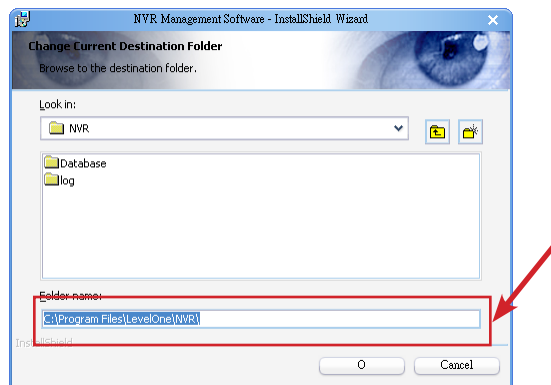 NVR Management Software - InstallShield Wizard
Change Current Destination Folder
Browse to the destination folder.
Look in:
NVR
Database
log
Folder name:
C:\Program Files\LevelOne\NVR\
InstallShield
O
Cancel